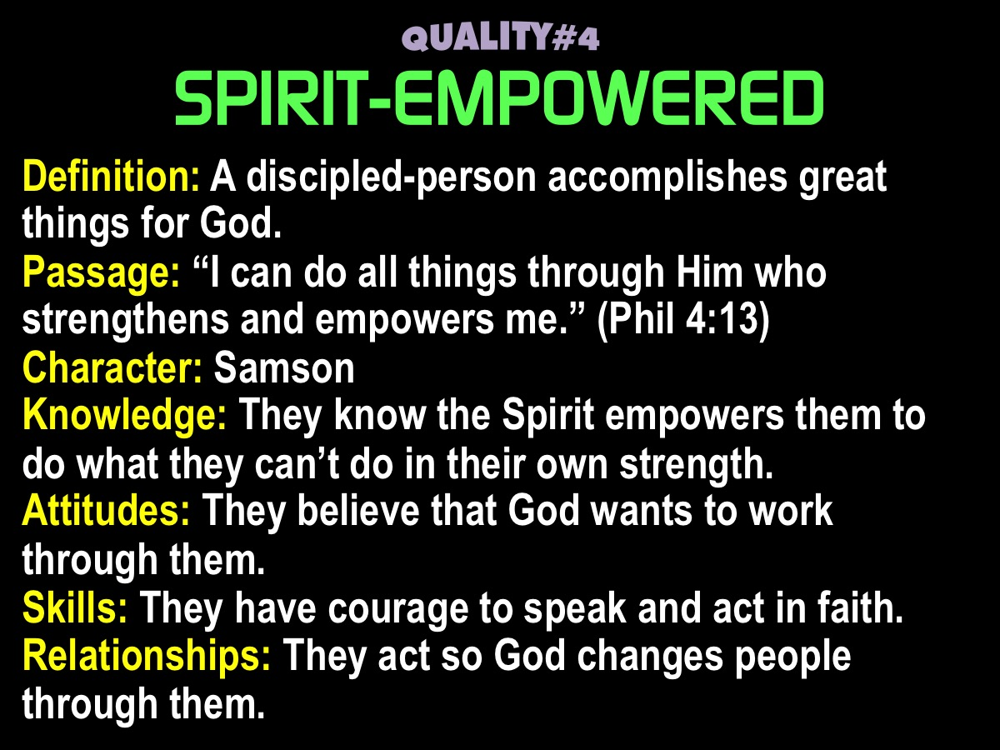 QUALITY#4
SPIRIT-EMPOWERED
Definition: A discipled-person accomplishes great
things for God.
Passage: “I can do all things through Him who
strengthens and empowers me.” (Phil 4:13)
Character: Samson
Knowledge: They know the Spirit empowers them to
do what they can’t do in their own strength.
Attitudes: They believe that God wants to work
through them.
Skills: They have courage to speak and act in faith.
Relationships: They act so God changes people
through them.